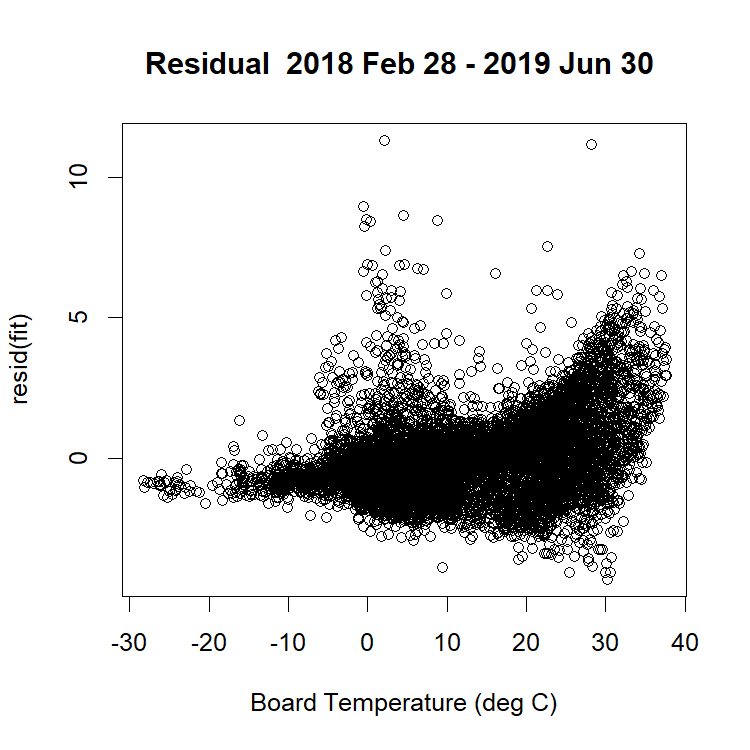 Residual  2018 Feb 28 - 2019 Jun 30
10
5
0
resid(fit)
-30 -20 -10 0 10 20 30 40
Board Temperature (deg C)